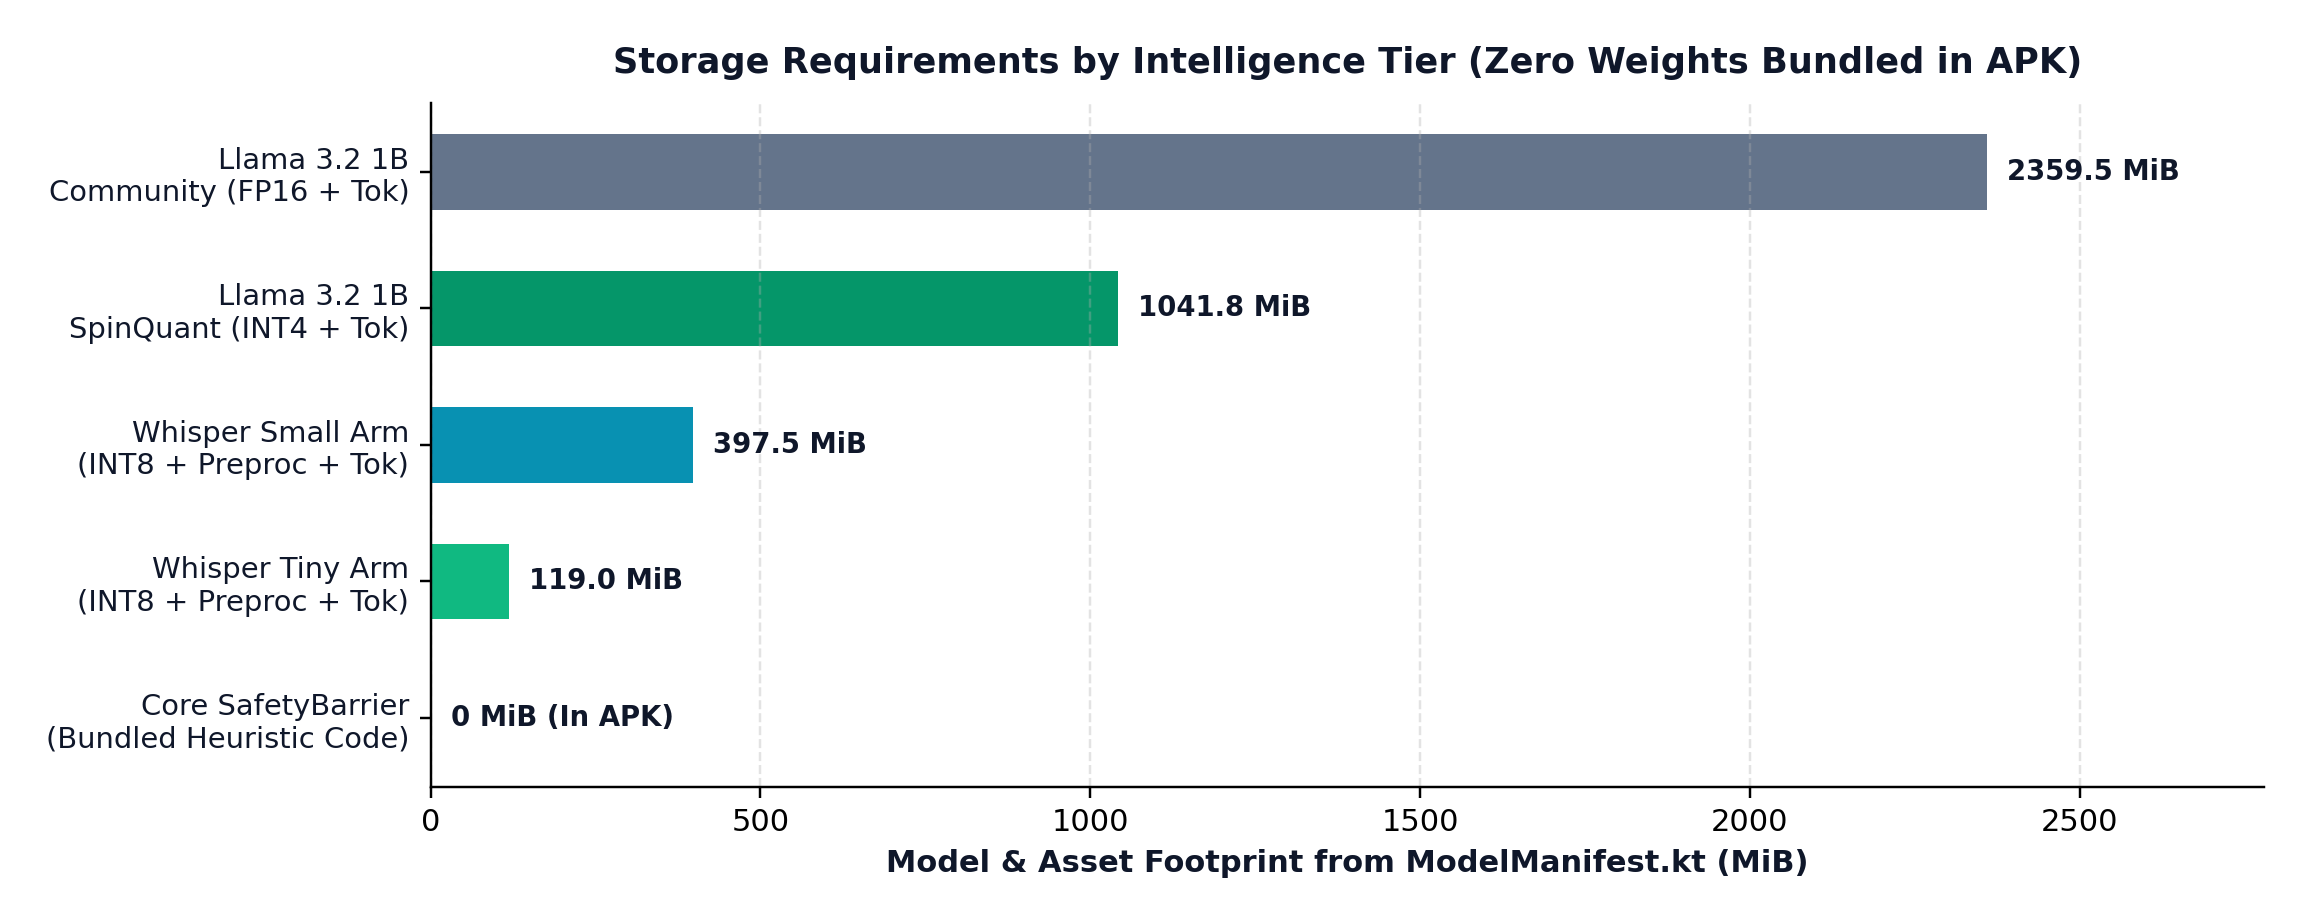 Storage Requirements by Intelligence Tier (Zero Weights Bundled in APK)
Llama 3.2 1B
Community (FP16 + Tok)
2359.5 MiB
Llama 3.2 1B
SpinQuant (INT4 + Tok)
1041.8 MiB
Whisper Small Arm
(INT8 + Preproc + Tok)
397.5 MiB
Whisper Tiny Arm
(INT8 + Preproc + Tok)
119.0 MiB
Core SafetyBarrier
(Bundled Heuristic Code)
0 MiB (In APK)
0 500 1000 1500 2000 2500
Model & Asset Footprint from ModelManifest.kt (MiB)